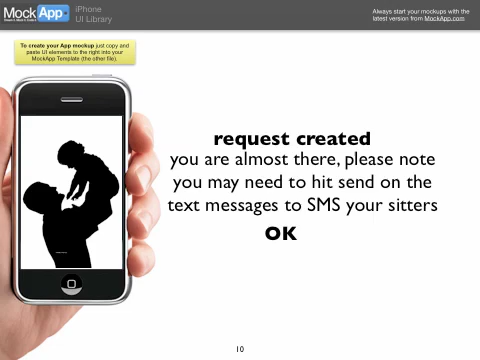 MockApp
iPhone
UI Library
Always start your mockups with the
latest version from MockApp.com
To create your App mockup just copy and
paste UI elements to the right into your
MockApp Template (the other file).
request created
you are almost there, please note
you may need to hit send on the
text messages to SMS your sitters
OK
10